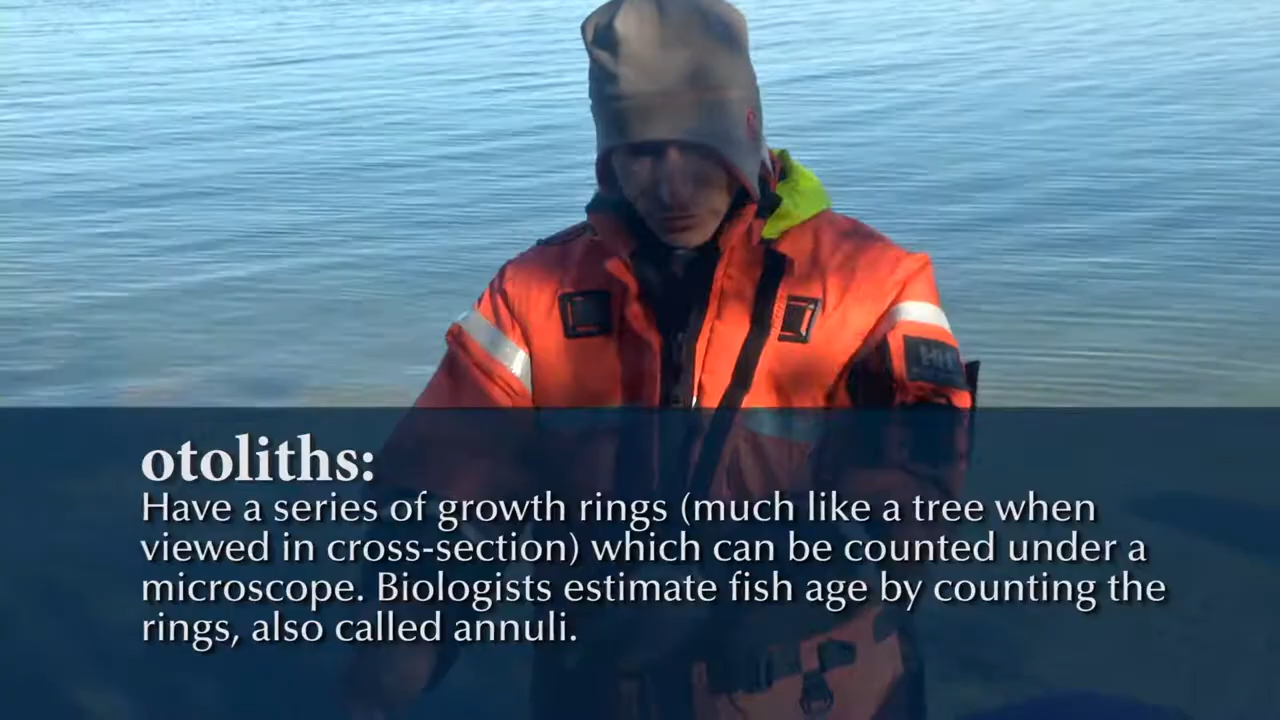 HH
otoliths:
Have a series of growth rings (much like a tree when
viewed in cross-section) which can be counted under a
microscope. Biologists estimate fish age by counting the
rings, also called annuli.